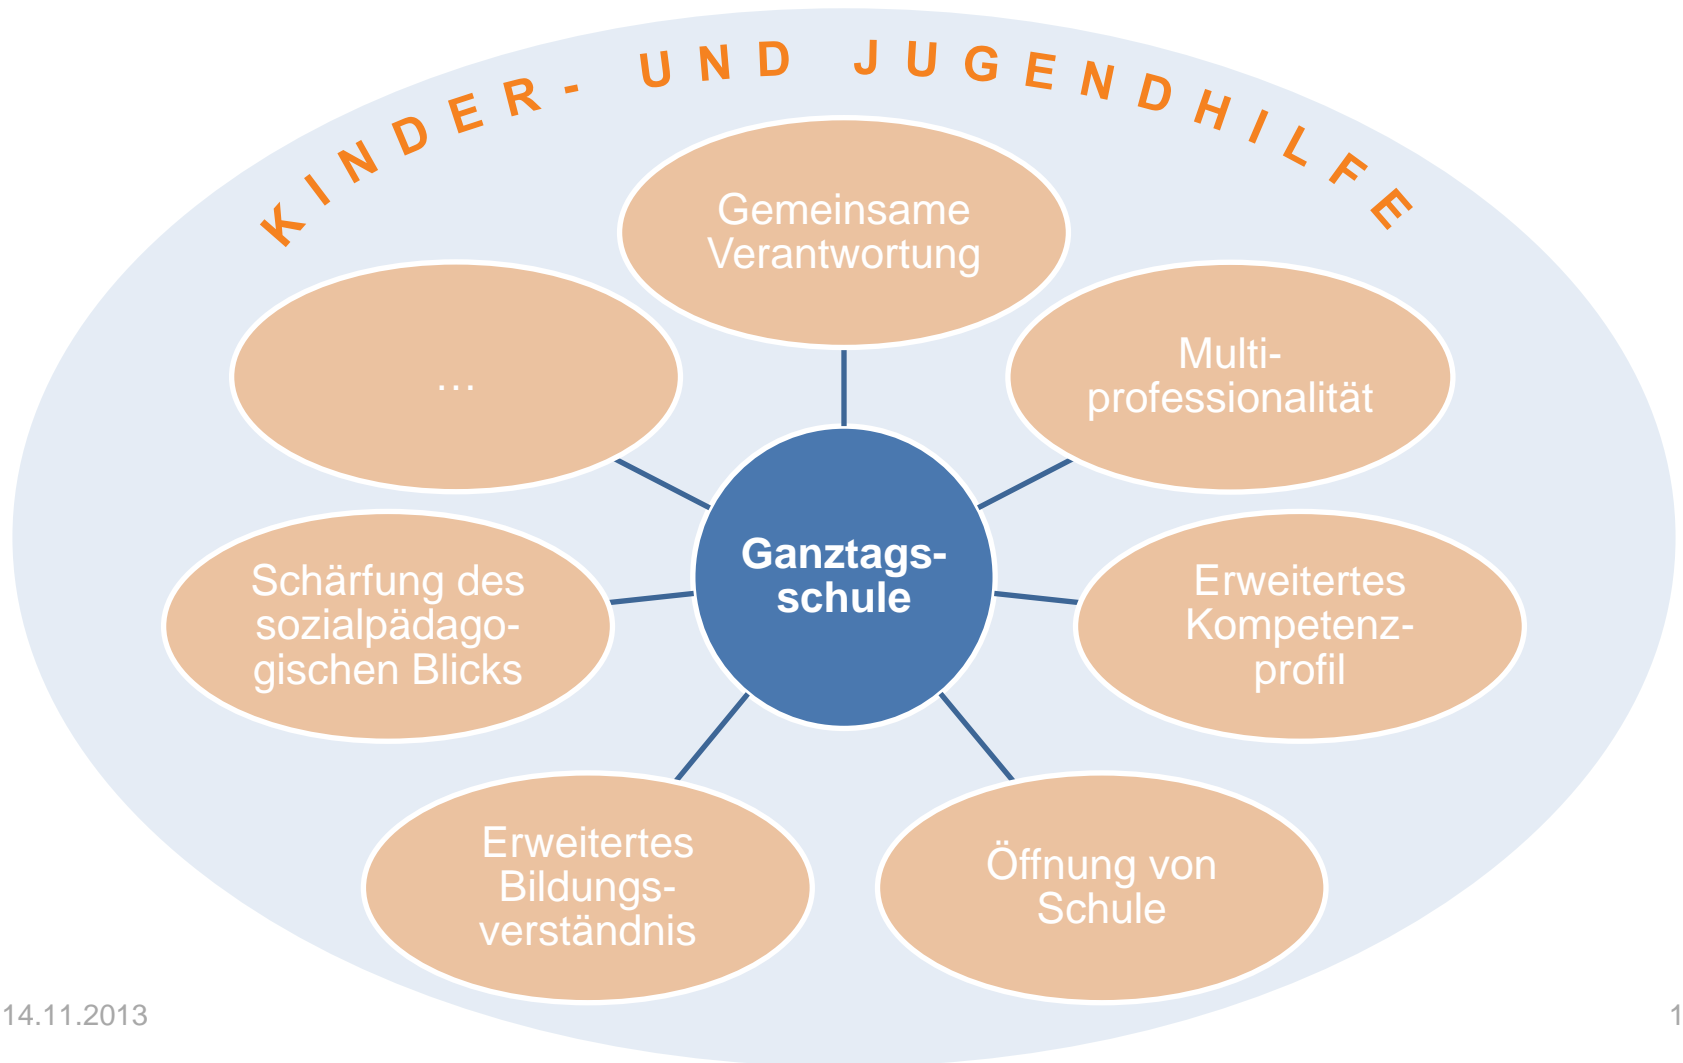 KINDER- UND JUGENDHILFE
Gemeinsame
Verantwortung
Multi-
professionalität
Erweitertes
Kompetenz-
profil
Öffnung von
Schule
Erweitertes
Bildungs-
verständnis
Schärfung des
sozialpädago-
gischen Blicks
…
Ganztags-
schule
14.11.2013
1